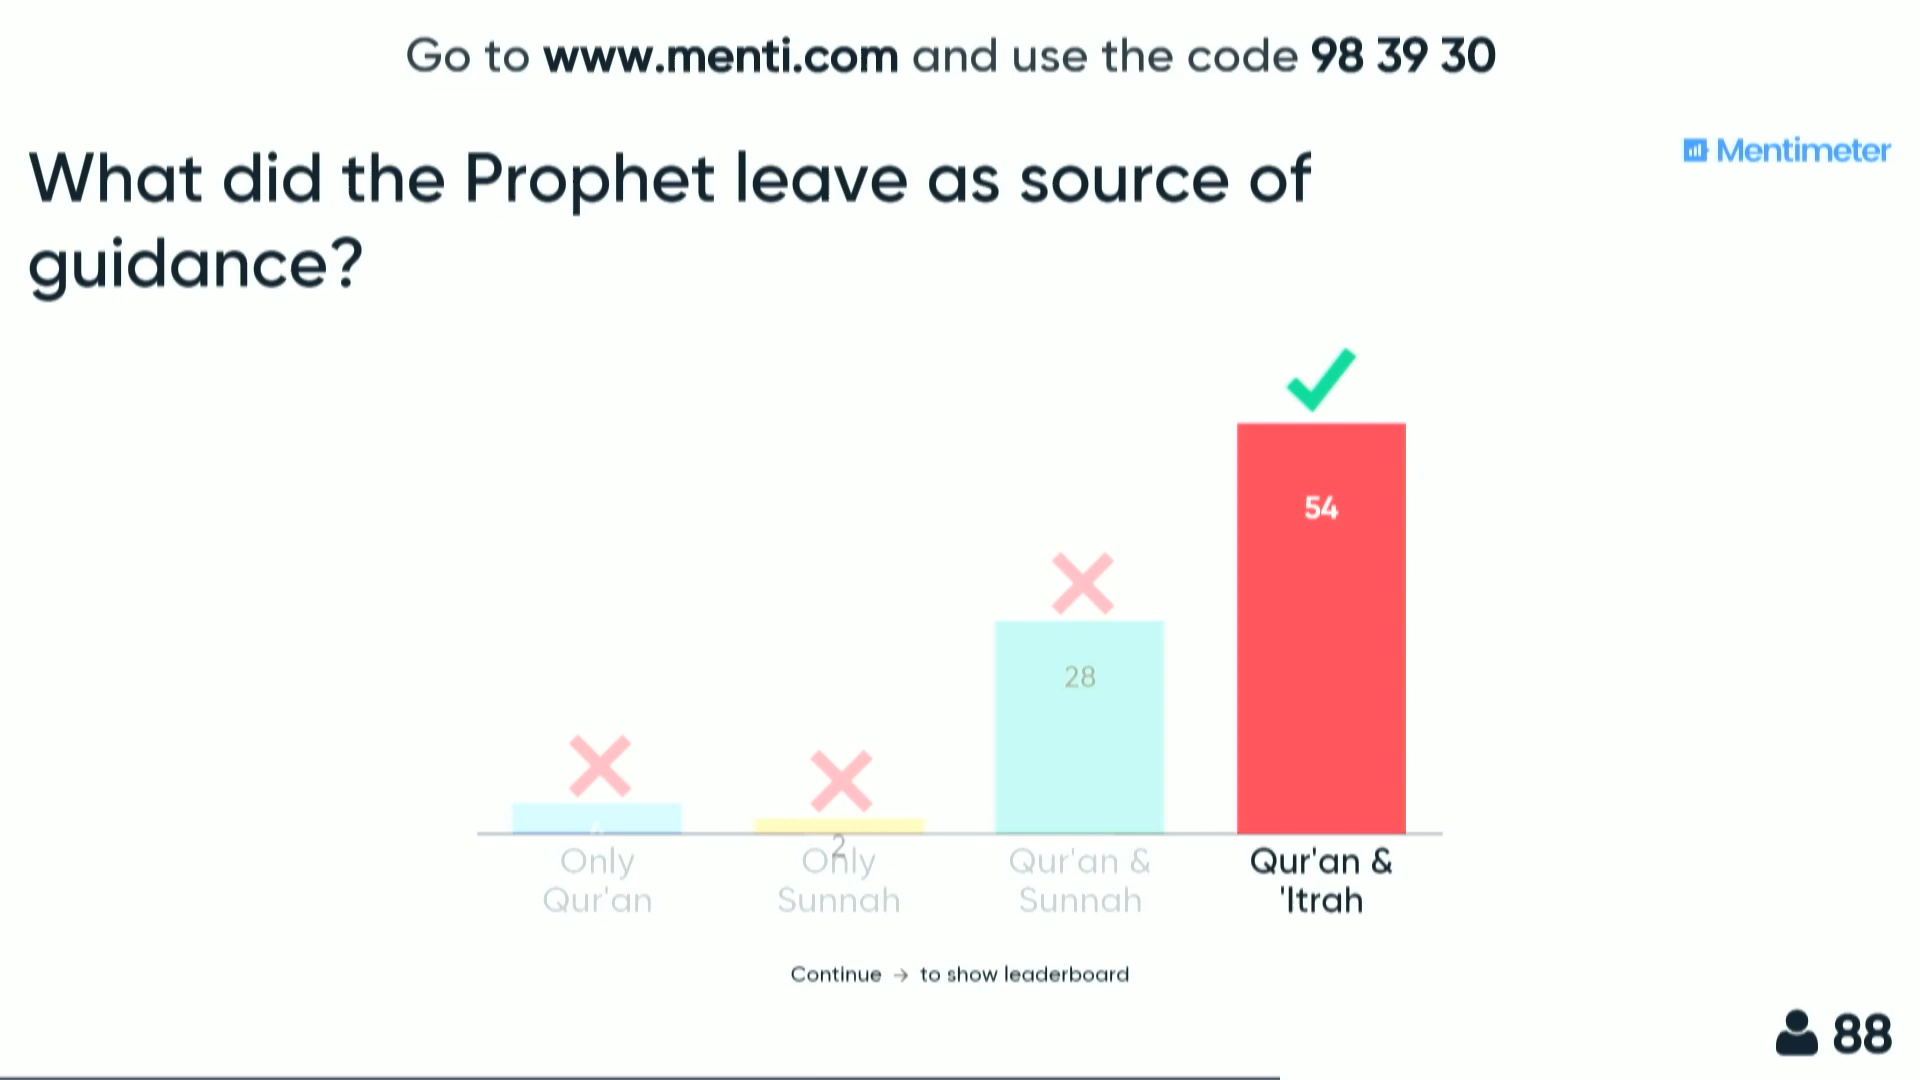 Go to www.menti.com and use the code 98 39 30
Mentimeter
What did the Prophet leave as source of
guidance?
54
28
4
2
Only
Qur'an
Only
Sunnah
Qur'an &
Sunnah
Qur'an &
'Itrah
Continue → to show leaderboard
88